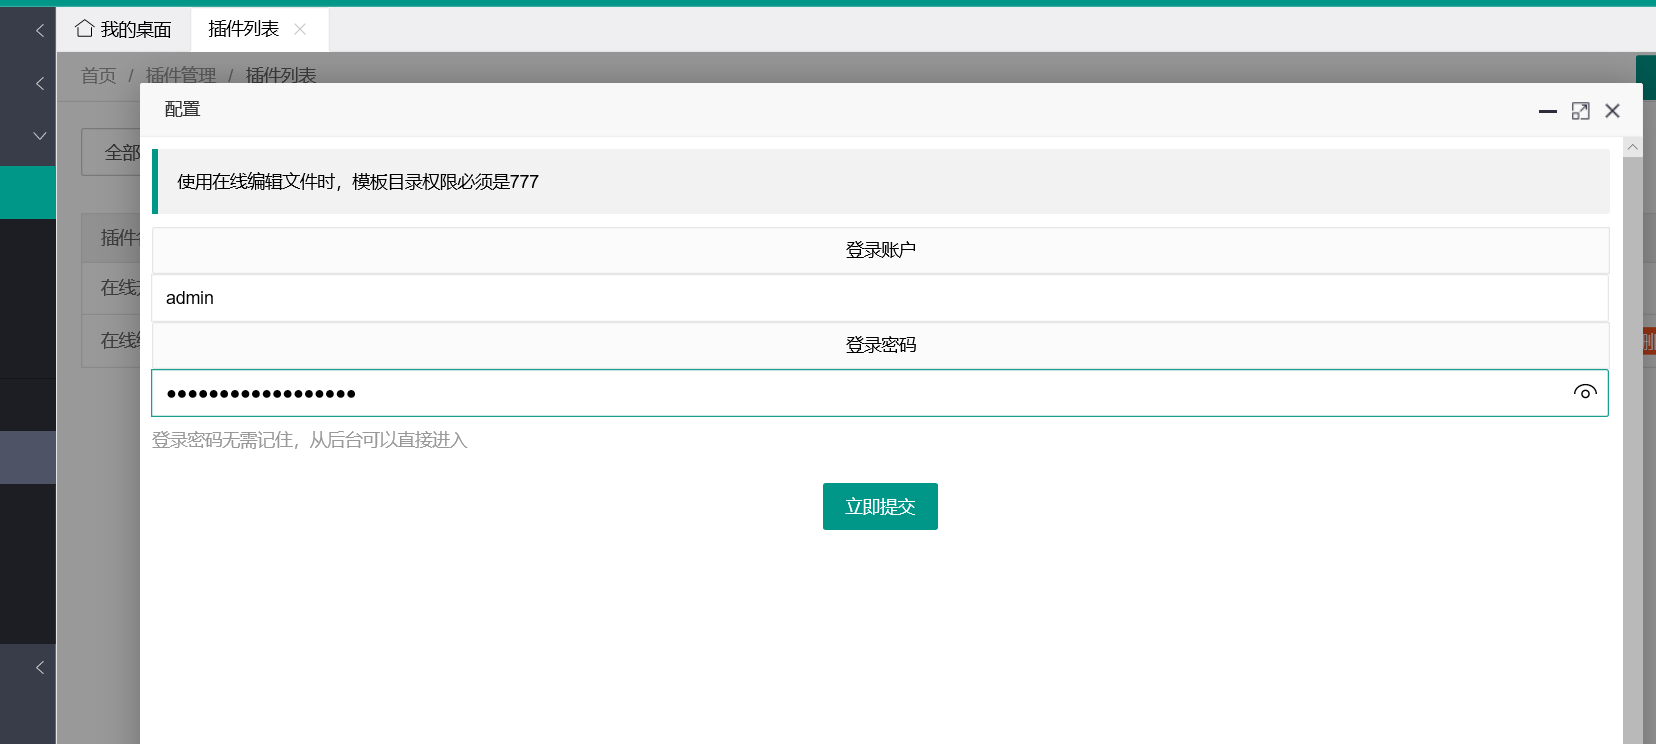 我的桌面 插件列表
首页 / 插件管理 / 插件列表
配置
全部
使用在线编辑文件时，模板目录权限必须是777
登录账户
插件
admin
在线
登录密码
在线
••••••••••••••••••
登录密码无需记住，从后台可以直接进入
立即提交